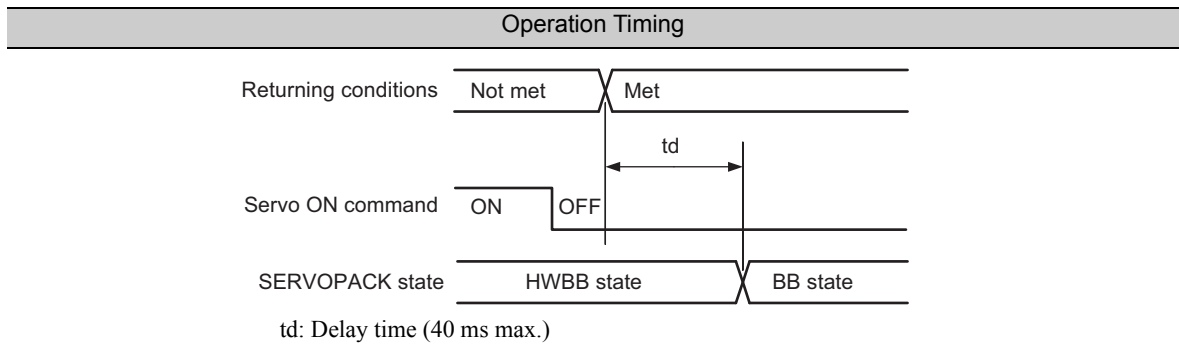 Operation Timing
Returning conditions Not met Met
td
Servo ON command ON OFF
SERVOPACK state HWBB state BB state
td: Delay time (40 ms max.)